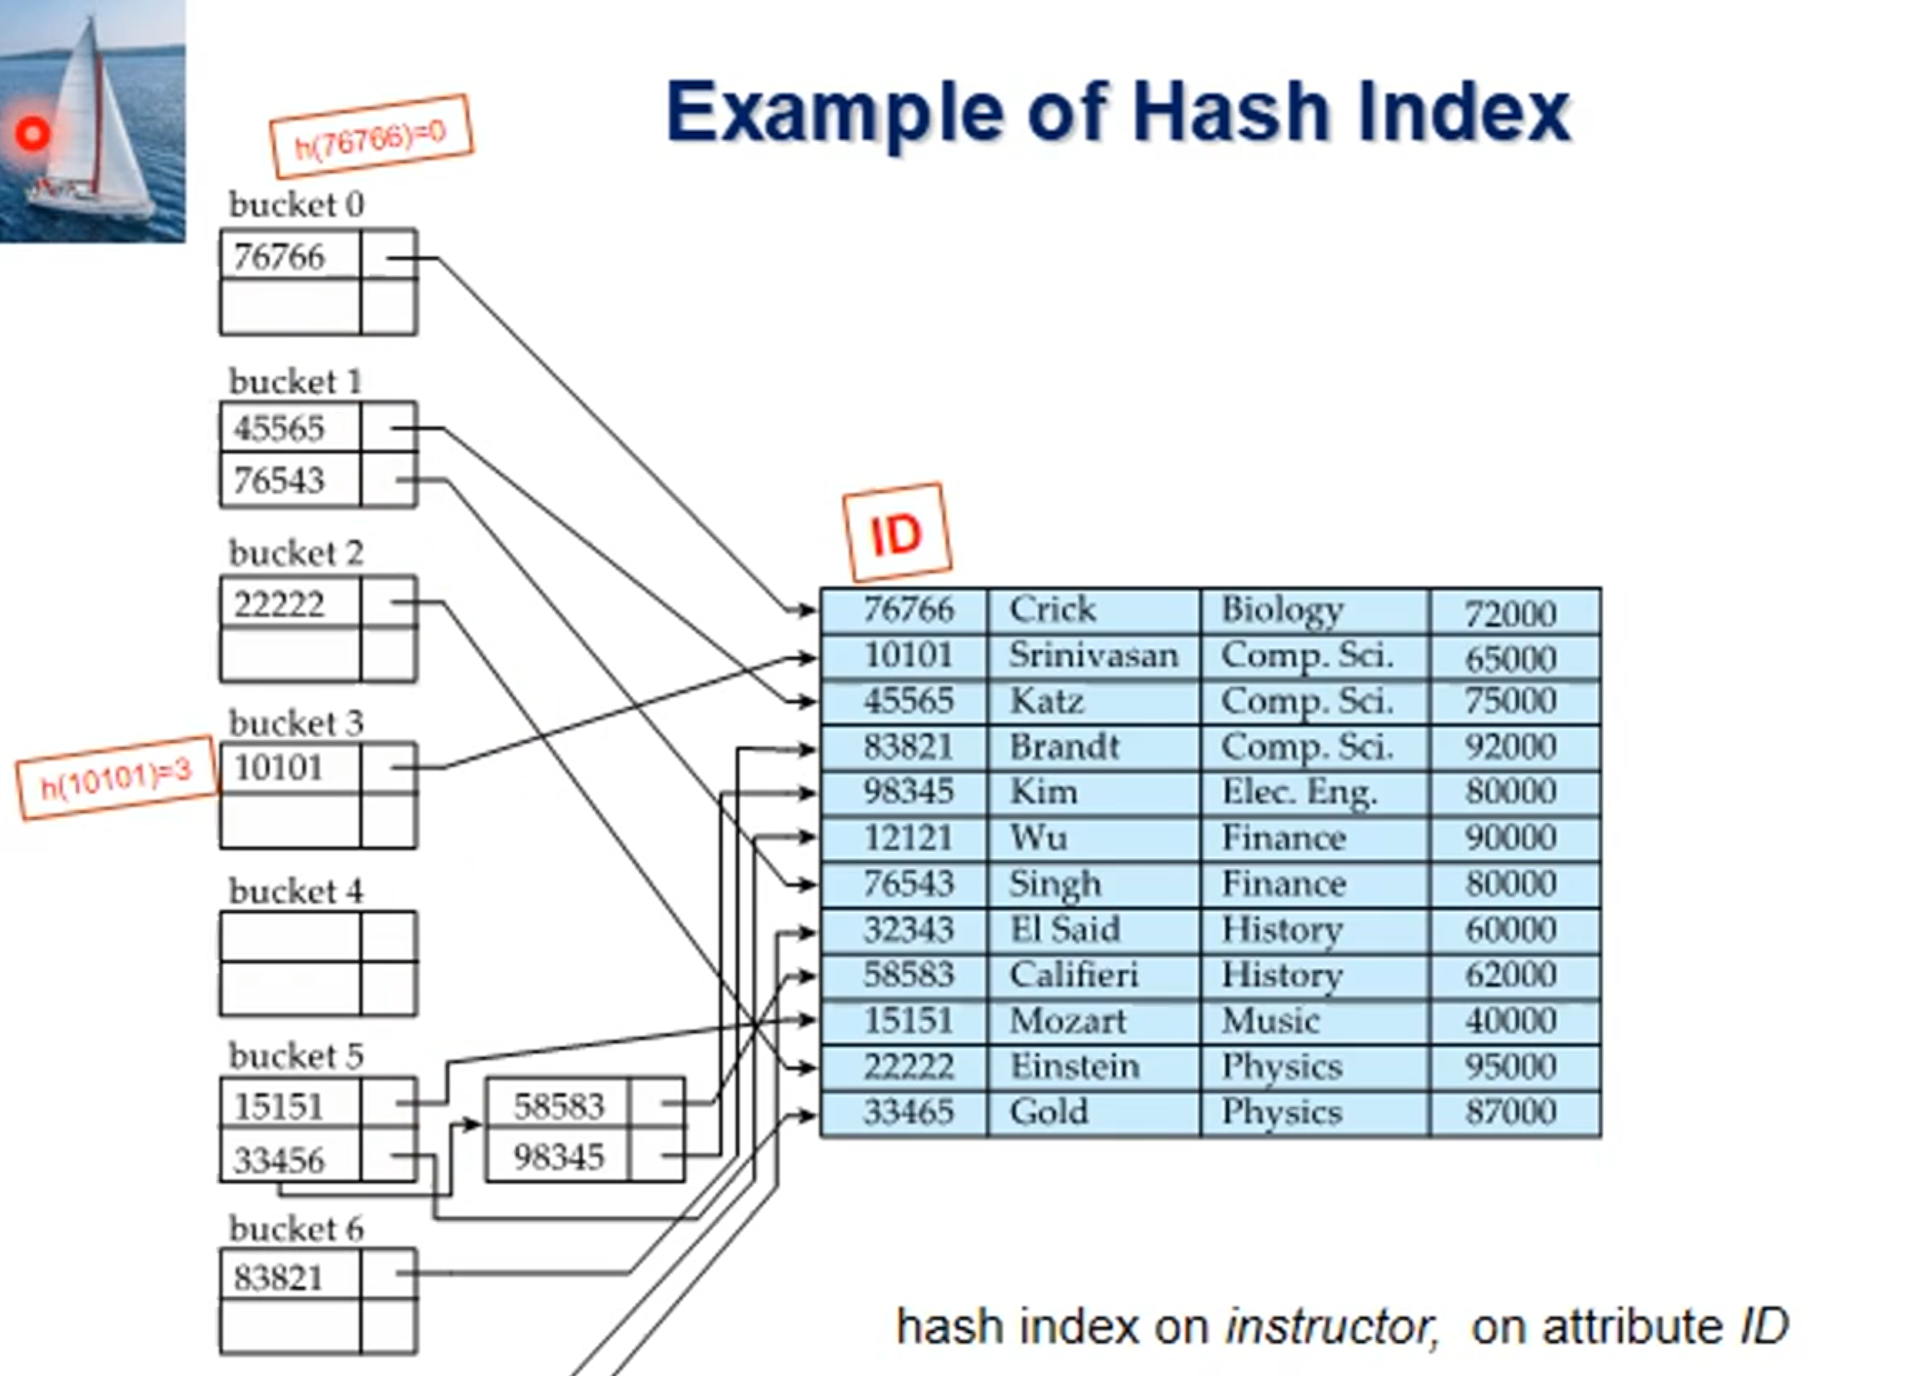 Example of Hash Index
h(76766)=0
bucket 0
76766
bucket 1
45565
76543
bucket 2
22222
bucket 3
h(10101)=3
10101
bucket 4
bucket 5
15151
33456
58583
98345
bucket 6
83821
ID
76766 Crick Biology 72000
10101 Srinivasan Comp. Sci. 65000
45565 Katz Comp. Sci. 75000
83821 Brandt Comp. Sci. 92000
98345 Kim Elec. Eng. 80000
12121 Wu Finance 90000
76543 Singh Finance 80000
32343 El Said History 60000
58583 Califieri History 62000
15151 Mozart Music 40000
22222 Einstein Physics 95000
33465 Gold Physics 87000
hash index on instructor, on attribute ID